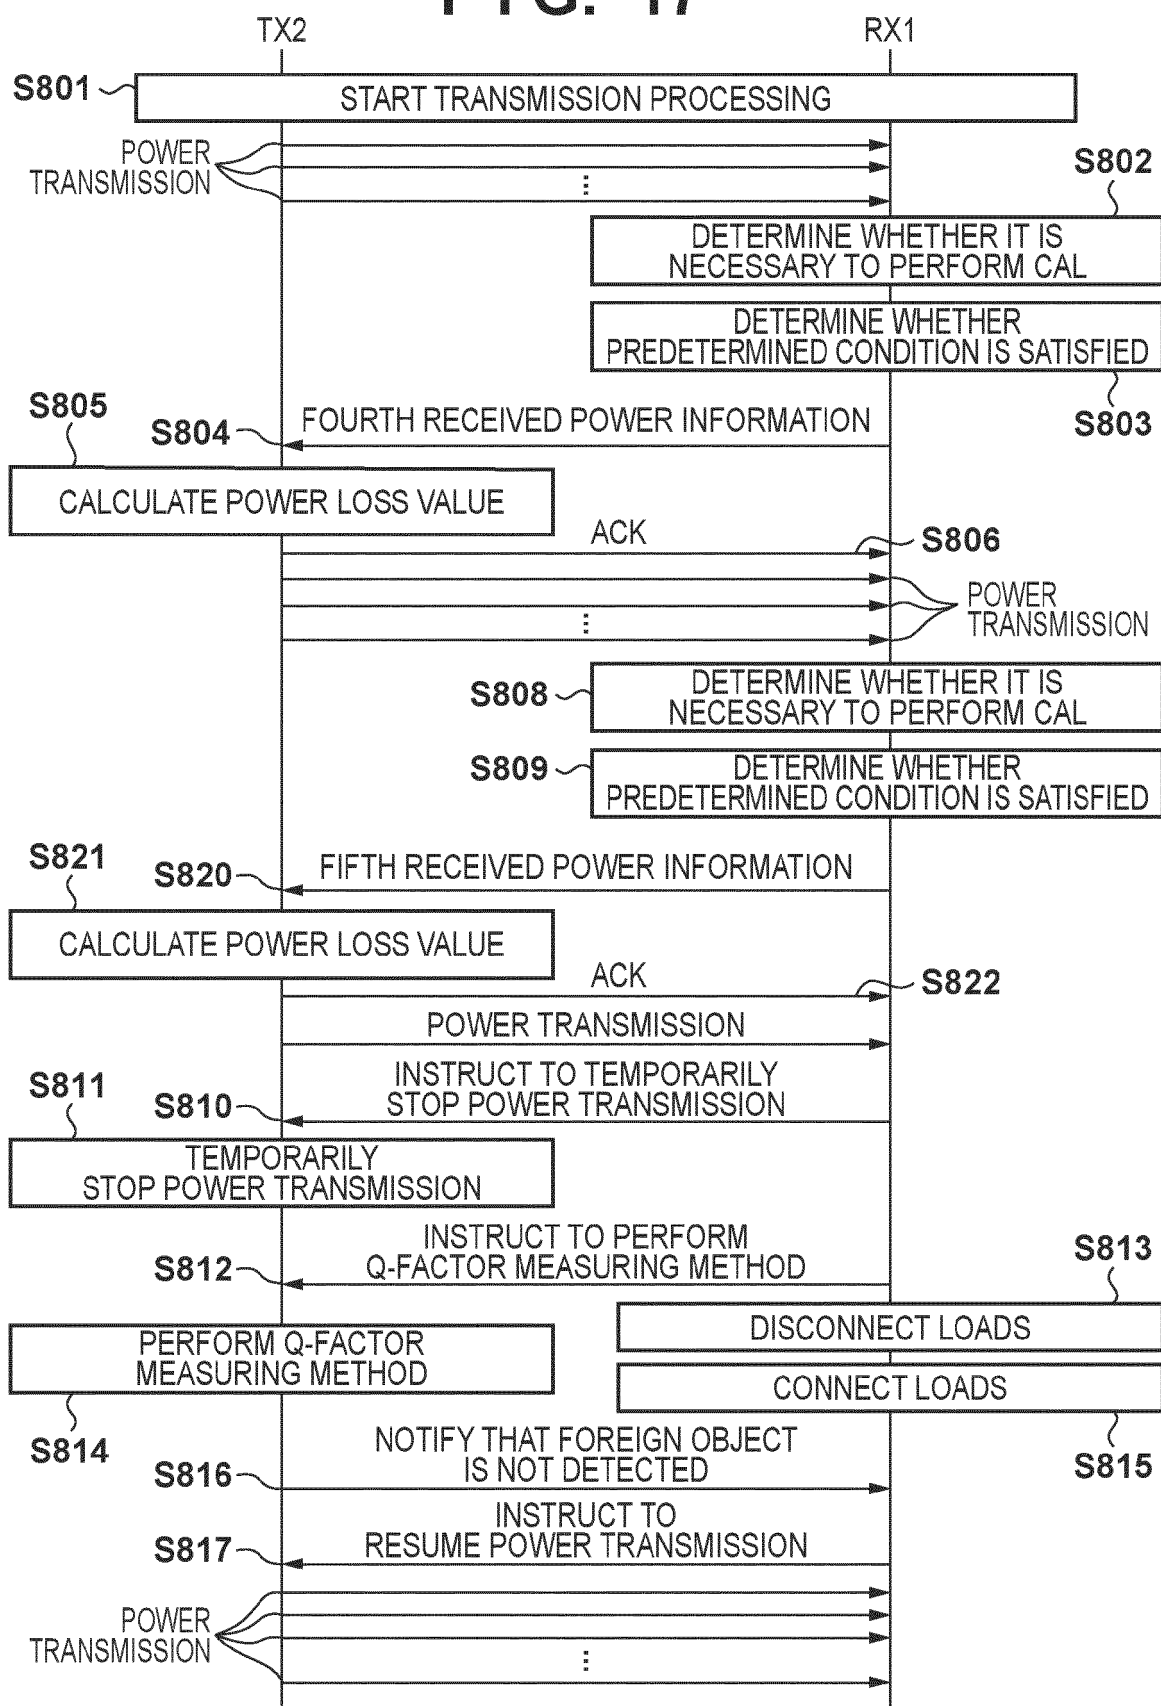 FIG. 17
TX2
RX1
S801
START TRANSMISSION PROCESSING
POWER
TRANSMISSION
S802
DETERMINE WHETHER IT IS
NECESSARY TO PERFORM CAL
DETERMINE WHETHER
PREDETERMINED CONDITION IS SATISFIED
S803
S805
S804
FOURTH RECEIVED POWER INFORMATION
CALCULATE POWER LOSS VALUE
ACK
S806
POWER
TRANSMISSION
S808
DETERMINE WHETHER IT IS
NECESSARY TO PERFORM CAL
S809
DETERMINE WHETHER
PREDETERMINED CONDITION IS SATISFIED
S821
S820
FIFTH RECEIVED POWER INFORMATION
CALCULATE POWER LOSS VALUE
ACK
S822
POWER TRANSMISSION
S811
S810
INSTRUCT TO TEMPORARILY
STOP POWER TRANSMISSION
TEMPORARILY
STOP POWER TRANSMISSION
S812
INSTRUCT TO PERFORM
Q-FACTOR MEASURING METHOD
S813
DISCONNECT LOADS
PERFORM Q-FACTOR
MEASURING METHOD
CONNECT LOADS
S814
S815
S816
NOTIFY THAT FOREIGN OBJECT
IS NOT DETECTED
S817
INSTRUCT TO
RESUME POWER TRANSMISSION
POWER
TRANSMISSION